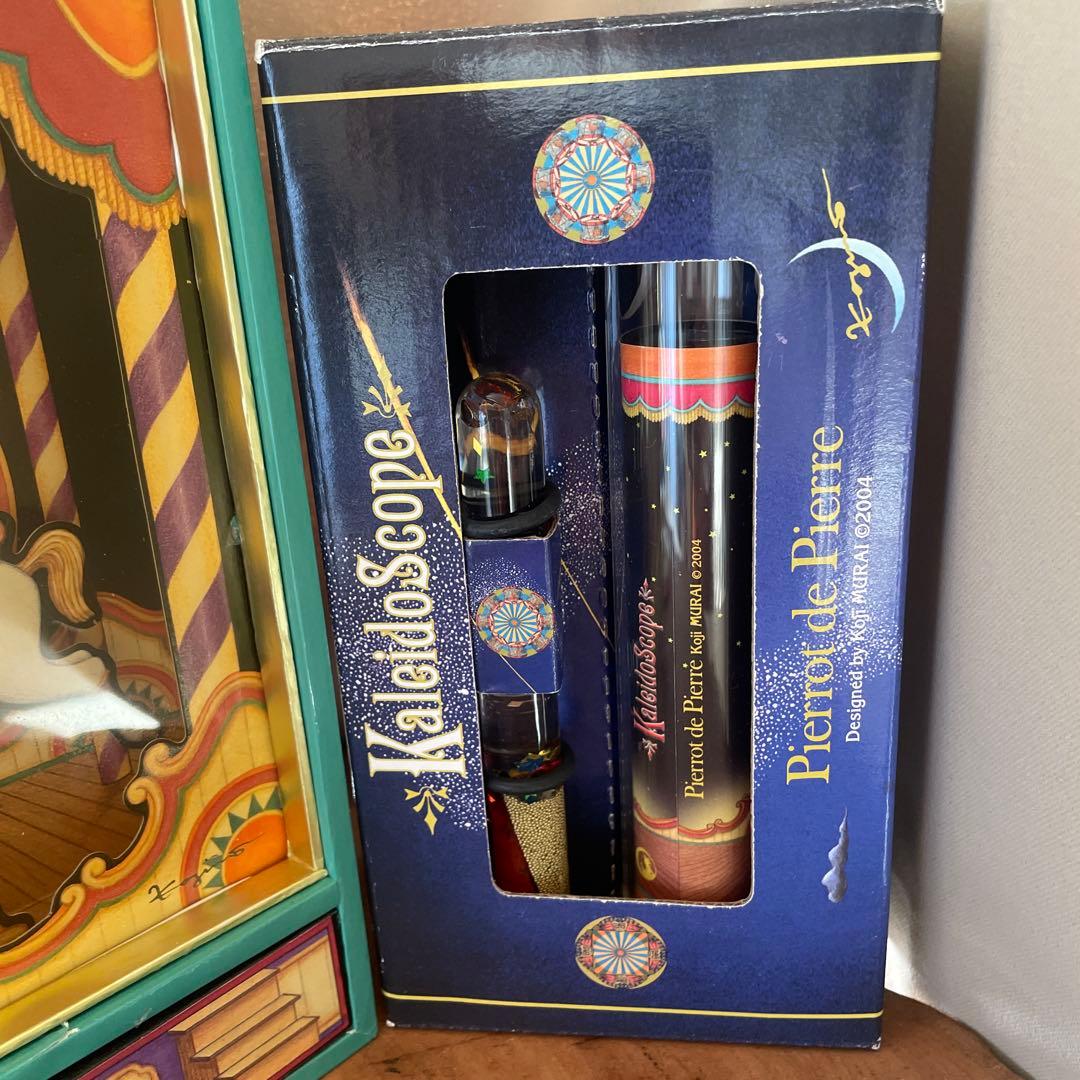 KaleidoScope
KaleidoScope
Pierrot de Pierre Koji MURAI © 2004
Pierrot de Pierre
Designed by Koji MURAI ©2004